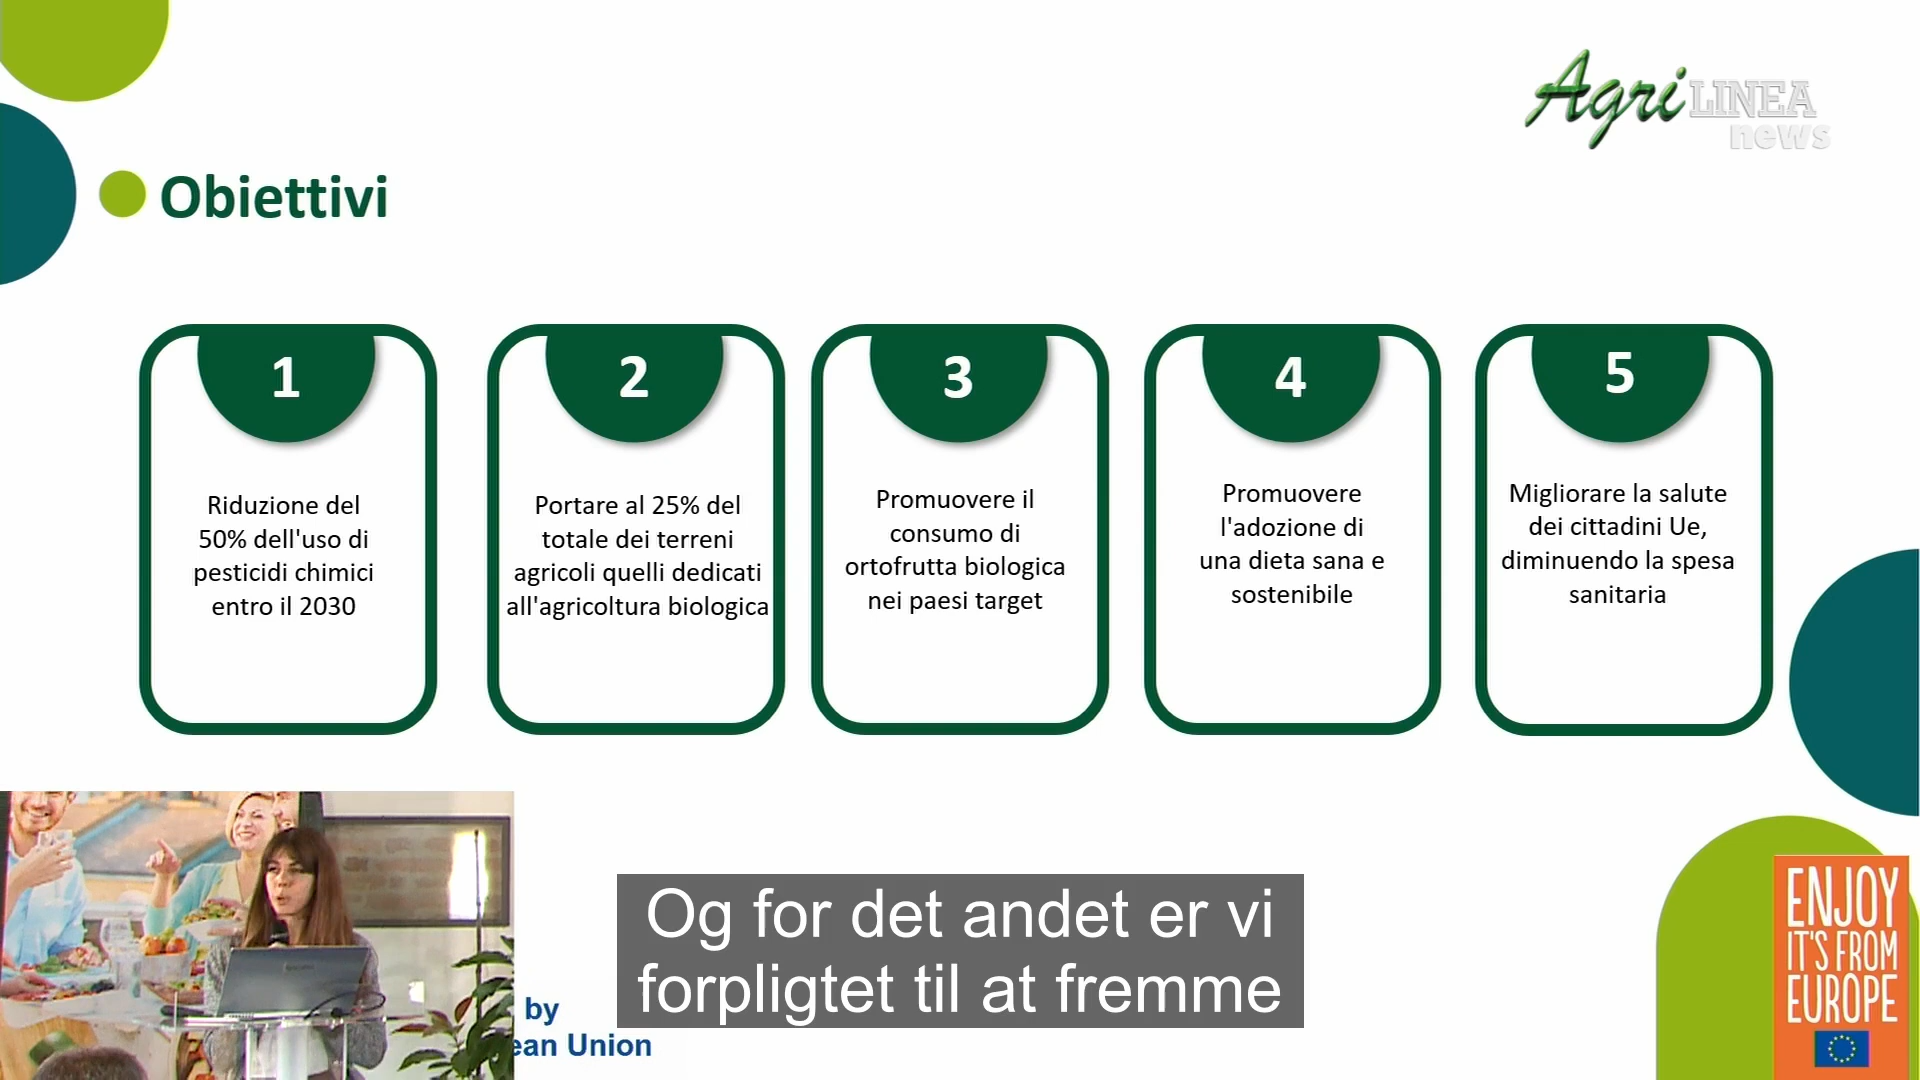 Agri LINEA
news
Obiettivi
1
Riduzione del
50% dell'uso di
pesticidi chimici
entro il 2030
2
Portare al 25% del
totale dei terreni
agricoli quelli dedicati
all'agricoltura biologica
3
Promuovere il
consumo di
ortofrutta biologica
nei paesi target
4
Promuovere
l'adozione di
una dieta sana e
sostenibile
5
Migliorare la salute
dei cittadini Ue,
diminuendo la spesa
sanitaria
Og for det andet er vi
forpligtet til at fremme
by
ean Union
ENJOY
IT'S FROM
EUROPE